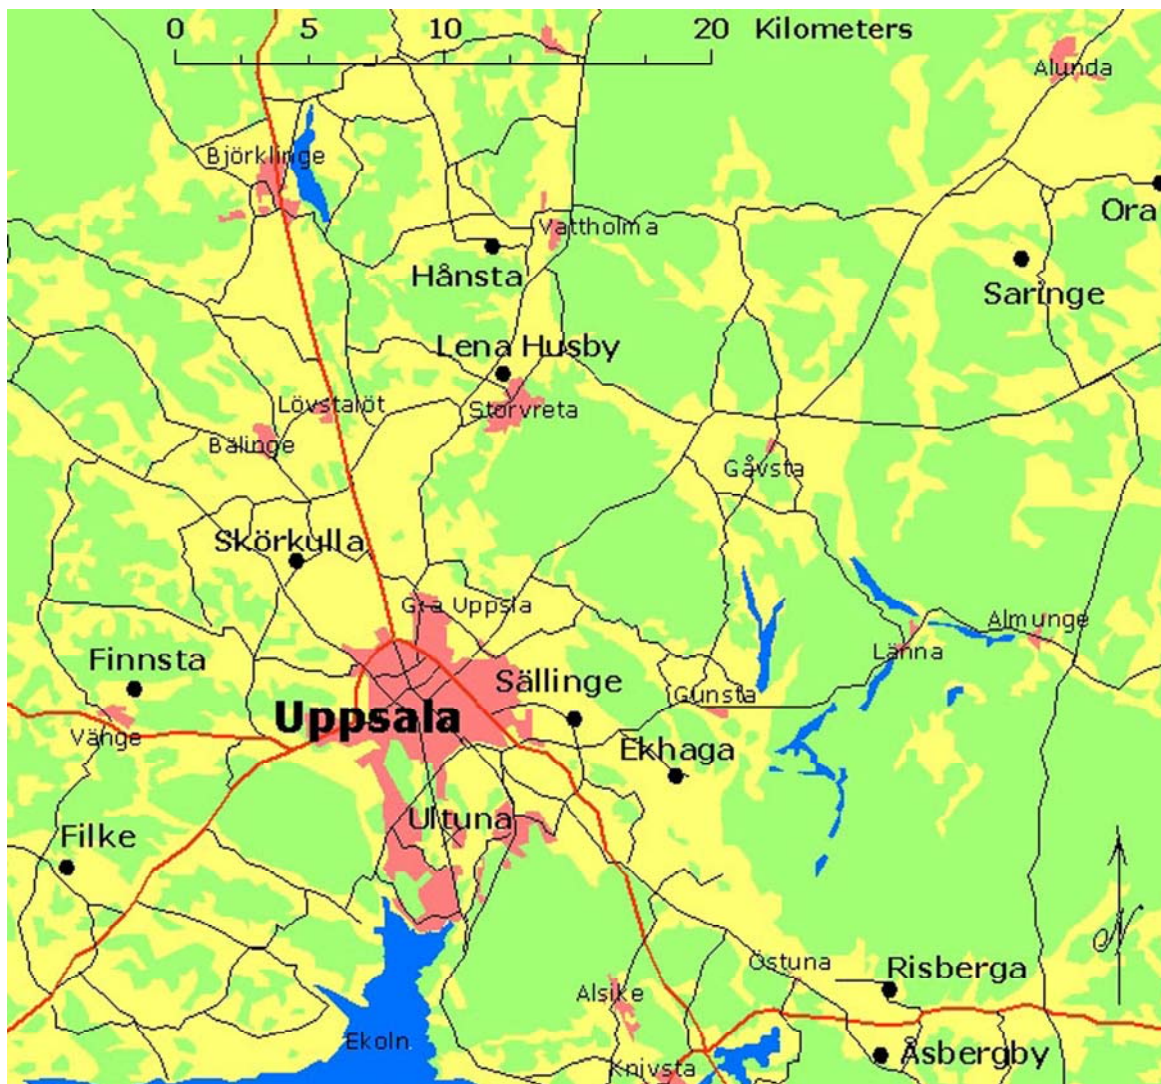 0 5 10 20 Kilometers
Alunda
Björklinge
Ora
Vattholma
Hånsta
Saringe
Lena Husby
Lövstalöt
Storvreta
Bälinge
Gåvsta
Skörkulla
G:a Uppsla
Almunge
Länna
Finnsta
Sällinge
Gunsta
Uppsala
Vänge
Ekhaga
Ultuna
Filke
N
Östuna
Risberga
Alsike
Ekoln
Åsbergby
Knivsta